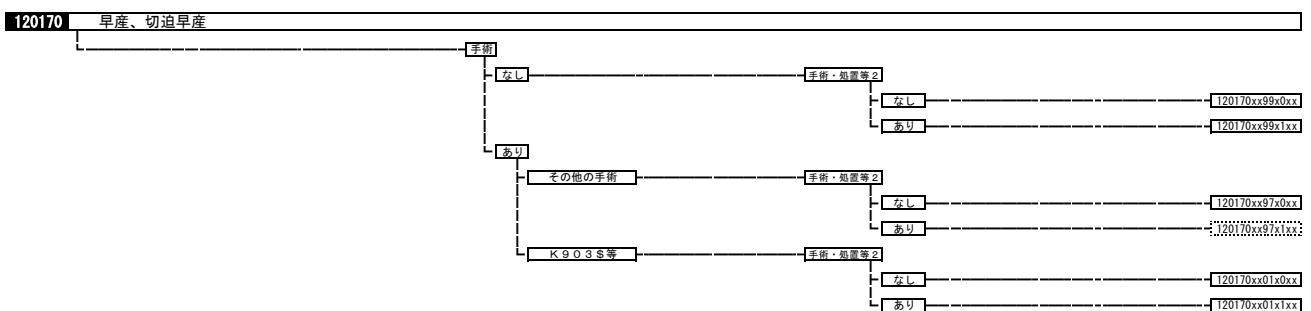 120170 早産、切迫早産
手術
なし 手術・処置等2
なし 120170xx99x0xx
あり 120170xx99x1xx
あり
その他の手術 手術・処置等2
なし 120170xx97x0xx
あり 120170xx97x1xx
K903$等 手術・処置等2
なし 120170xx01x0xx
あり 120170xx01x1xx